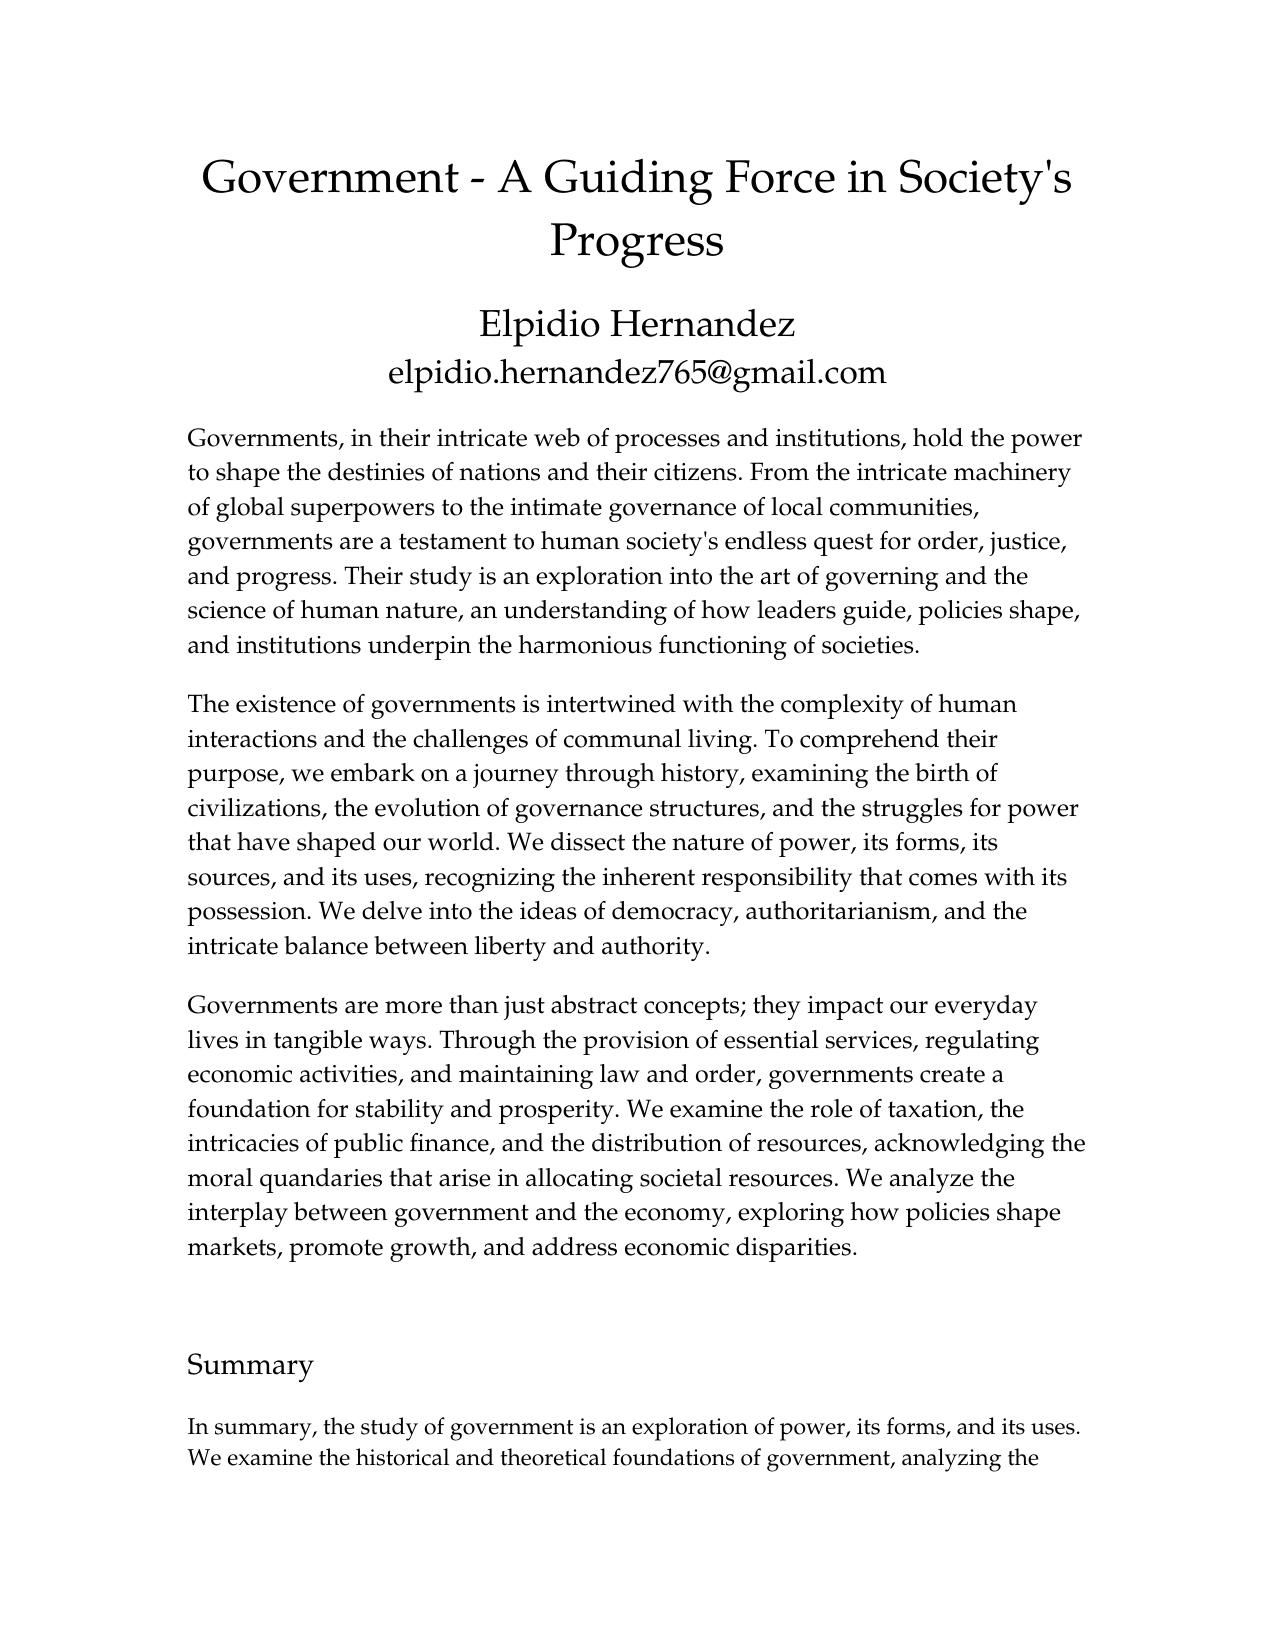 Government - A Guiding Force in Society's
Progress
Elpidio Hernandez
elpidio.hernandez765@gmail.com
Governments, in their intricate web of processes and institutions, hold the power
to shape the destinies of nations and their citizens. From the intricate machinery
of global superpowers to the intimate governance of local communities,
governments are a testament to human society's endless quest for order, justice,
and progress. Their study is an exploration into the art of governing and the
science of human nature, an understanding of how leaders guide, policies shape,
and institutions underpin the harmonious functioning of societies.
The existence of governments is intertwined with the complexity of human
interactions and the challenges of communal living. To comprehend their
purpose, we embark on a journey through history, examining the birth of
civilizations, the evolution of governance structures, and the struggles for power
that have shaped our world. We dissect the nature of power, its forms, its
sources, and its uses, recognizing the inherent responsibility that comes with its
possession. We delve into the ideas of democracy, authoritarianism, and the
intricate balance between liberty and authority.
Governments are more than just abstract concepts; they impact our everyday
lives in tangible ways. Through the provision of essential services, regulating
economic activities, and maintaining law and order, governments create a
foundation for stability and prosperity. We examine the role of taxation, the
intricacies of public finance, and the distribution of resources, acknowledging the
moral quandaries that arise in allocating societal resources. We analyze the
interplay between government and the economy, exploring how policies shape
markets, promote growth, and address economic disparities.
Summary
In summary, the study of government is an exploration of power, its forms, and its uses.
We examine the historical and theoretical foundations of government, analyzing the